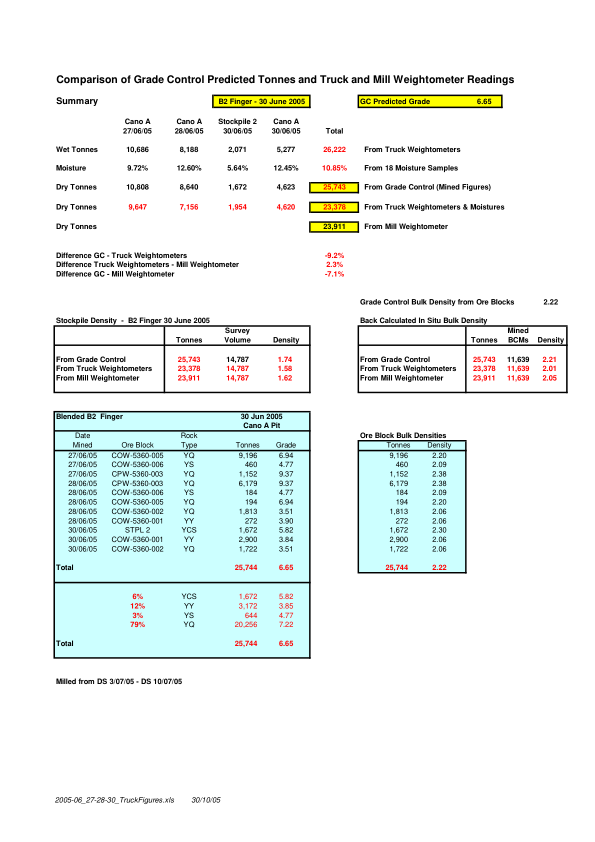 Comparison of Grade Control Predicted Tonnes and Truck and Mill Weightometer Readings
Summary B2 Finger - 30 June 2005 GC Predicted Grade 6.65
Cano A Cano A Stockpile 2 Cano A
27/06/05 28/06/05 30/06/05 30/06/05 Total
Wet Tonnes 10,686 8,188 2,071 5,277 26,222 From Truck Weightometers
Moisture 9.72% 12.60% 5.64% 12.45% 10.85% From 18 Moisture Samples
Dry Tonnes 10,808 8,640 1,672 4,623 25,743 From Grade Control (Mined Figures)
Dry Tonnes 9,647 7,156 1,954 4,620 23,378 From Truck Weightometers & Moistures
Dry Tonnes 23,911 From Mill Weightometer
Difference GC - Truck Weightometers -9.2%
Difference Truck Weightometers - Mill Weightometer 2.3%
Difference GC - Mill Weightometer -7.1%
Grade Control Bulk Density from Ore Blocks 2.22
Stockpile Density - B2 Finger 30 June 2005 Back Calculated In Situ Bulk Density
Survey Mined
Tonnes Volume Density Tonnes BCMs Density
From Grade Control 25,743 14,787 1.74 From Grade Control 25,743 11,639 2.21
From Truck Weightometers 23,378 14,787 1.58 From Truck Weightometers 23,378 11,639 2.01
From Mill Weightometer 23,911 14,787 1.62 From Mill Weightometer 23,911 11,639 2.05
Blended B2 Finger 30 Jun 2005
Cano A Pit
Date Rock Ore Block Bulk Densities
Mined Ore Block Type Tonnes Grade Tonnes Density
27/06/05 COW-5360-005 YQ 9,196 6.94 9,196 2.20
27/06/05 COW-5360-006 YS 460 4.77 460 2.09
27/06/05 CPW-5360-003 YQ 1,152 9.37 1,152 2.38
28/06/05 CPW-5360-003 YQ 6,179 9.37 6,179 2.38
28/06/05 COW-5360-006 YS 184 4.77 184 2.09
28/06/05 COW-5360-005 YQ 194 6.94 194 2.20
28/06/05 COW-5360-002 YQ 1,813 3.51 1,813 2.06
28/06/05 COW-5360-001 YY 272 3.90 272 2.06
30/06/05 STPL 2 YCS 1,672 5.82 1,672 2.30
30/06/05 COW-5360-001 YY 2,900 3.84 2,900 2.06
30/06/05 COW-5360-002 YQ 1,722 3.51 1,722 2.06
Total 25,744 6.65 25,744 2.22
6% YCS 1,672 5.82
12% YY 3,172 3.85
3% YS 644 4.77
79% YQ 20,256 7.22
Total 25,744 6.65
Milled from DS 3/07/05 - DS 10/07/05
2005-06_27-28-30_TruckFigures.xls 30/10/05